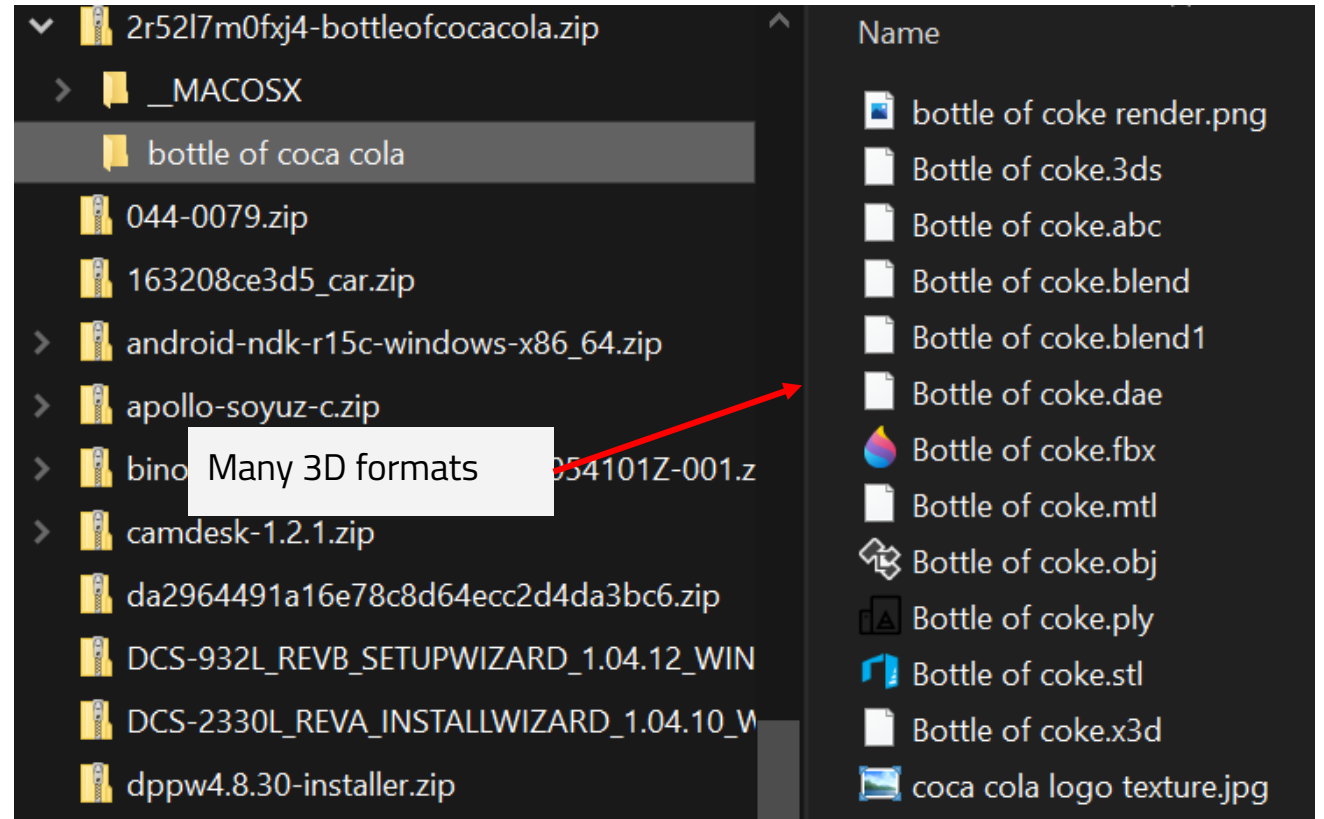 2r52l7m0fxj4-bottleofcocacola.zip
__MACOSX
bottle of coca cola
044-0079.zip
163208ce3d5_car.zip
android-ndk-r15c-windows-x86_64.zip
apollo-soyuz-c.zip
bino
054101Z-001.z
Many 3D formats
camdesk-1.2.1.zip
da2964491a16e78c8d64ecc2d4da3bc6.zip
DCS-932L_REVB_SETUPWIZARD_1.04.12_WIN
DCS-2330L_REVA_INSTALLWIZARD_1.04.10_W
dppw4.8.30-installer.zip
Name
bottle of coke render.png
Bottle of coke.3ds
Bottle of coke.abc
Bottle of coke.blend
Bottle of coke.blend1
Bottle of coke.dae
Bottle of coke.fbx
Bottle of coke.mtl
Bottle of coke.obj
Bottle of coke.ply
Bottle of coke.stl
Bottle of coke.x3d
coca cola logo texture.jpg